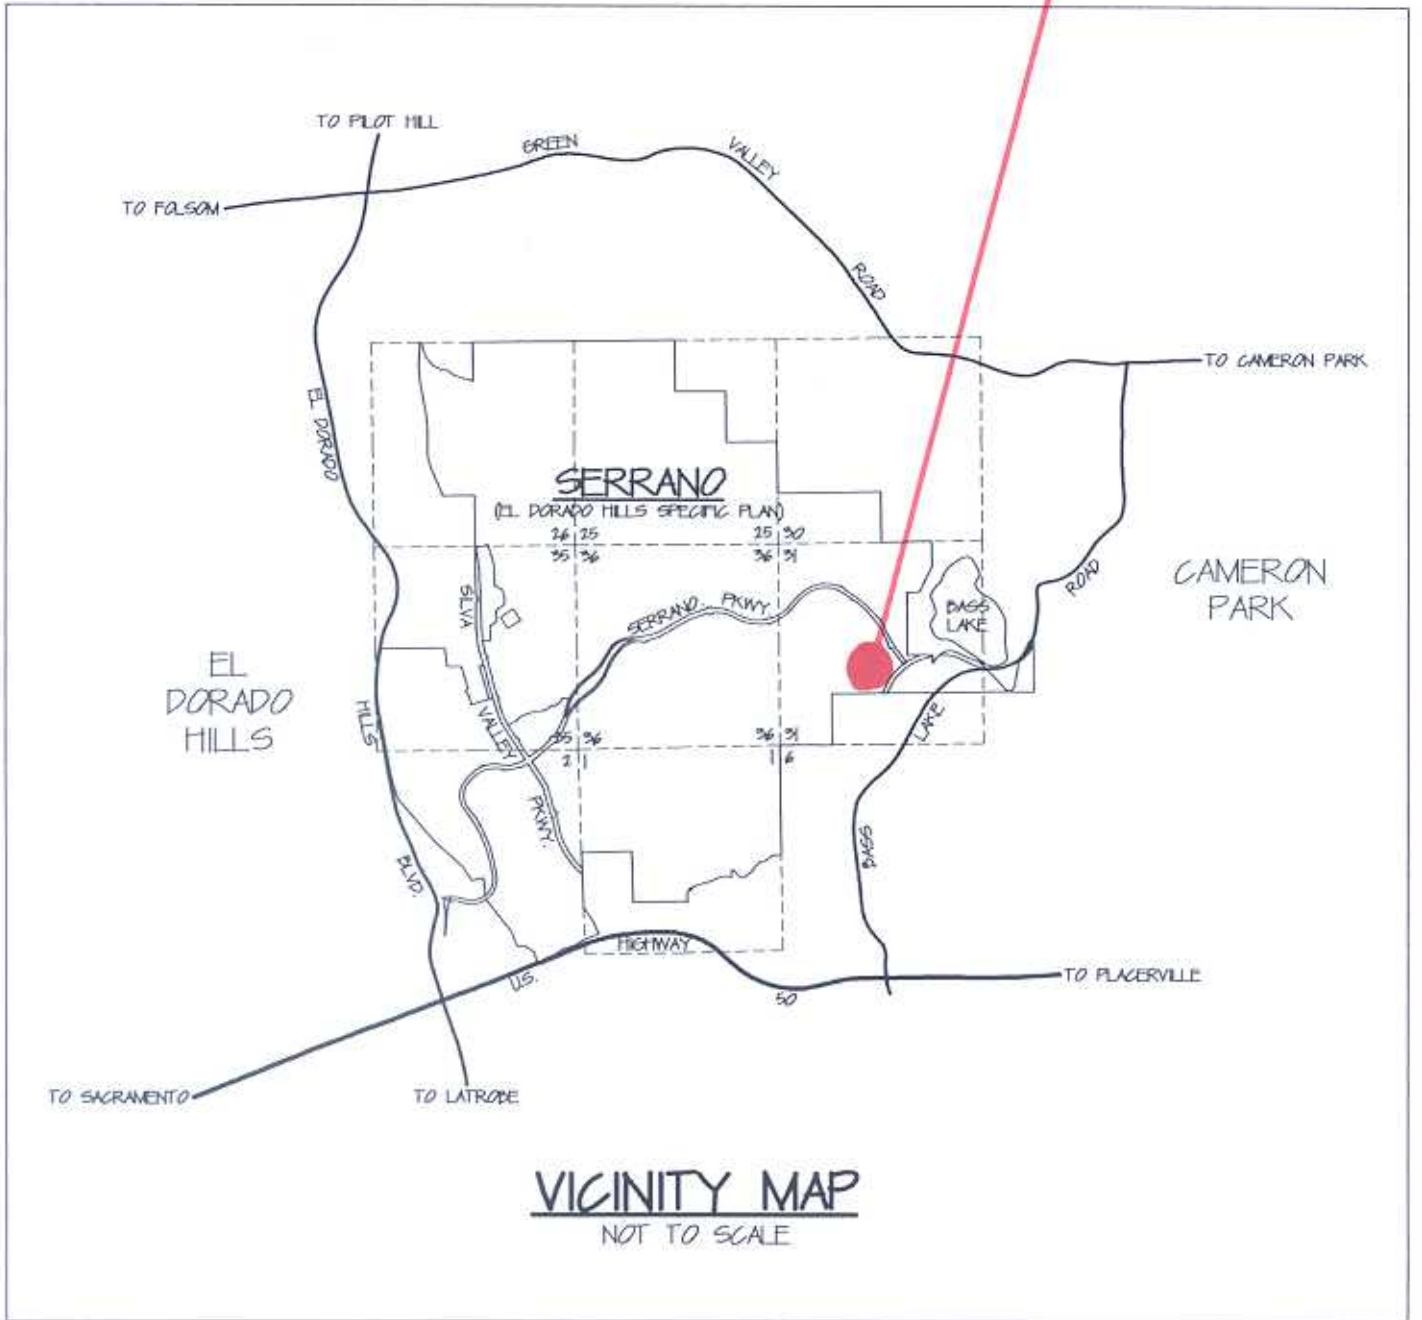 TO PILOT HILL
GREEN
VALLEY
TO FOLSOM
ROAD
TO CAMERON PARK
EL DORADO
SERRANO
(EL DORADO HILLS SPECIFIC PLAN)
26 25
25 30
35 36
36 31
SILVA
SERRANO PKWY
BASS
LAKE
ROAD
CAMERON
PARK
EL
DORADO
HILLS
HILLS
VALLEY
LAKE
35 36
36 31
2 1
1 6
PKWY.
BASS
BLVD.
HIGHWAY
U.S.
50
TO PLACERVILLE
TO SACRAMENTO
TO LATROBE
VICINITY MAP
NOT TO SCALE